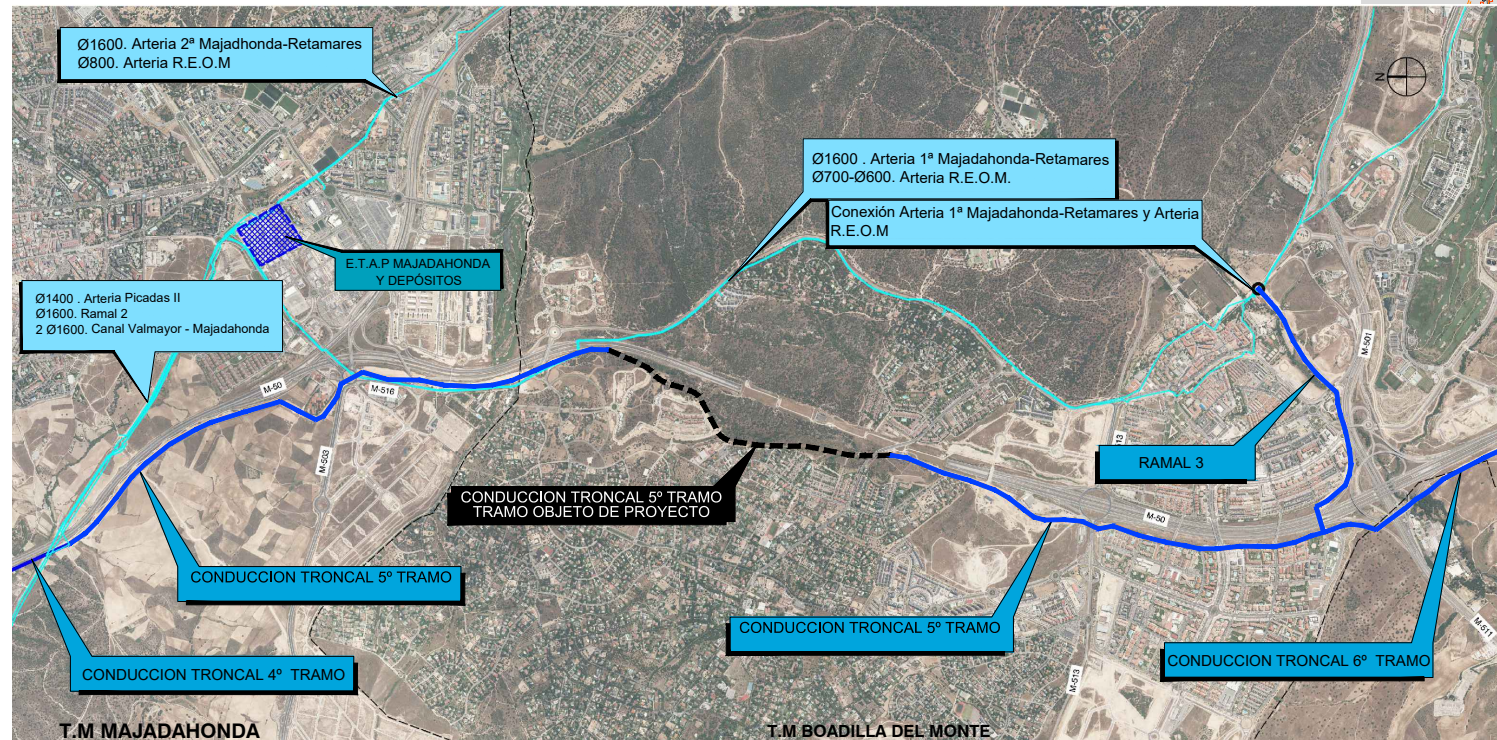 Ø1600. Arteria 2ª Majadhonda-Retamares
Ø800. Arteria R.E.O.M
N
Ø1600 . Arteria 1ª Majadahonda-Retamares
Ø700-Ø600. Arteria R.E.O.M.
Conexión Arteria 1ª Majadahonda-Retamares y Arteria
R.E.O.M
E.T.A.P MAJADAHONDA
Y DEPÓSITOS
Ø1400 . Arteria Picadas II
Ø1600. Ramal 2
2 Ø1600. Canal Valmayor - Majadahonda
M-50
M-516
M-501
M-503
RAMAL 3
CONDUCCION TRONCAL 5º TRAMO
TRAMO OBJETO DE PROYECTO
M-50
CONDUCCION TRONCAL 5º TRAMO
CONDUCCION TRONCAL 5º TRAMO
M-511
CONDUCCION TRONCAL 4º TRAMO
CONDUCCION TRONCAL 6º TRAMO
M-513
T.M MAJADAHONDA
T.M BOADILLA DEL MONTE